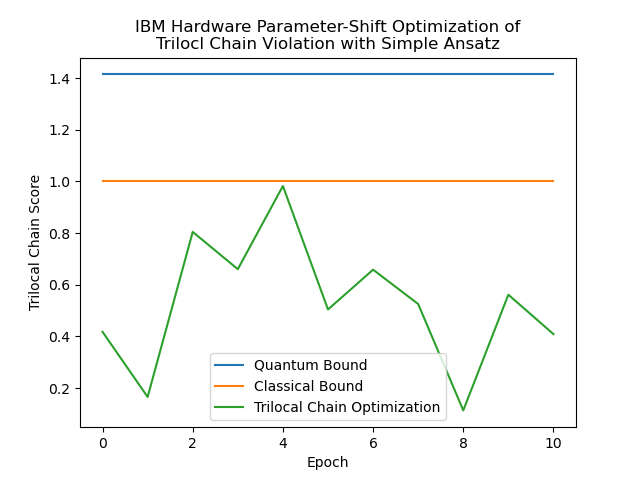 IBM Hardware Parameter-Shift Optimization of
Trilocl Chain Violation with Simple Ansatz
Trilocal Chain Score
1.4
1.2
1.0
0.8
0.6
0.4
0.2
Quantum Bound
Classical Bound
Trilocal Chain Optimization
0 2 4 6 8 10
Epoch